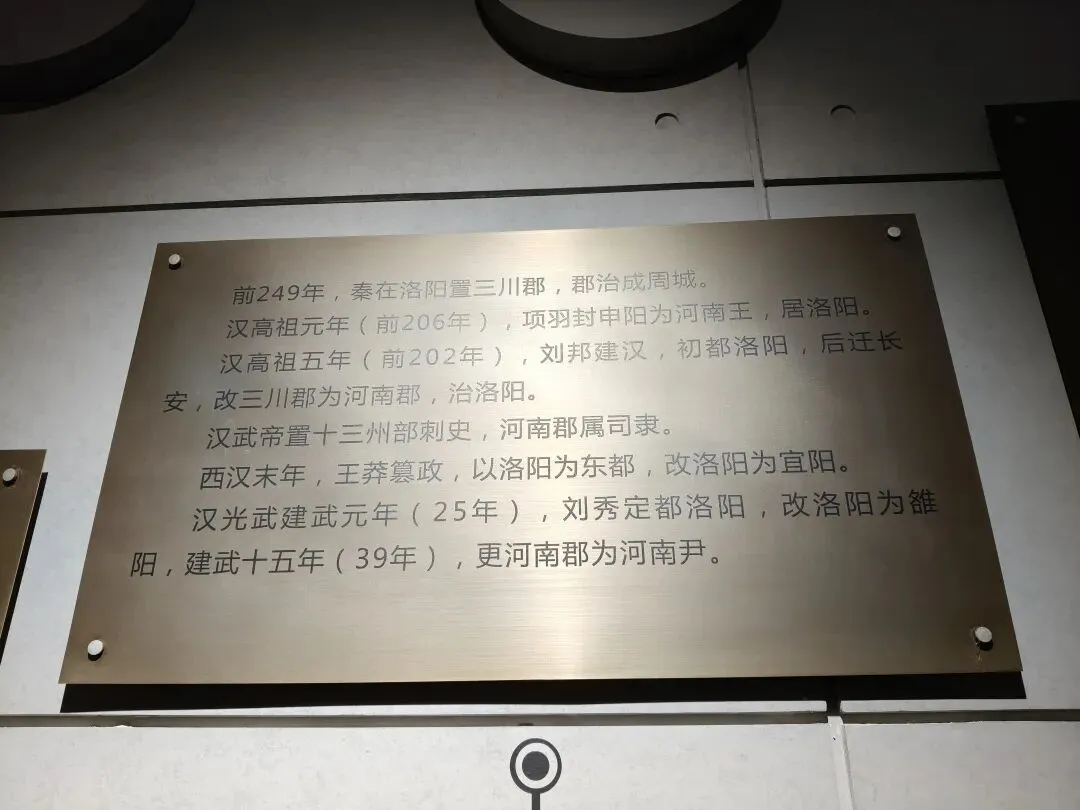 前249年，秦在洛阳置三川郡，郡治成周城。
汉高祖元年（前206年），项羽封申阳为河南王，居洛阳。
汉高祖五年（前202年），刘邦建汉，初都洛阳，后迁长
安，改三川郡为河南郡，治洛阳。
汉武帝置十三州部刺史，河南郡属司隶。
西汉末年，王莽篡政，以洛阳为东都，改洛阳为宜阳。
汉光武建武元年（25年），刘秀定都洛阳，改洛阳为雒
阳，建武十五年（39年），更河南郡为河南尹。